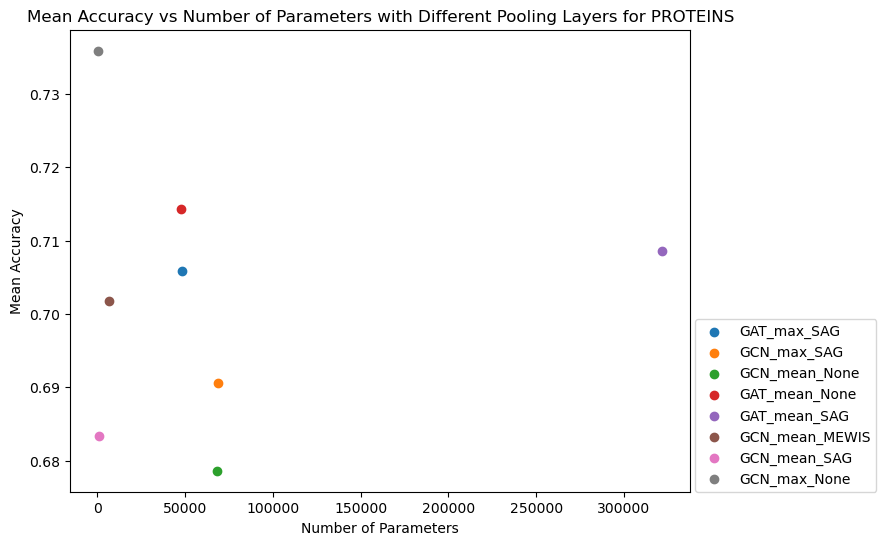 Mean Accuracy vs Number of Parameters with Different Pooling Layers for PROTEINS
Mean Accuracy
0.73
0.72
0.71
0.70
0.69
0.68
0
50000
100000
150000
200000
250000
300000
Number of Parameters
GAT_max_SAG
GCN_max_SAG
GCN_mean_None
GAT_mean_None
GAT_mean_SAG
GCN_mean_MEWIS
GCN_mean_SAG
GCN_max_None